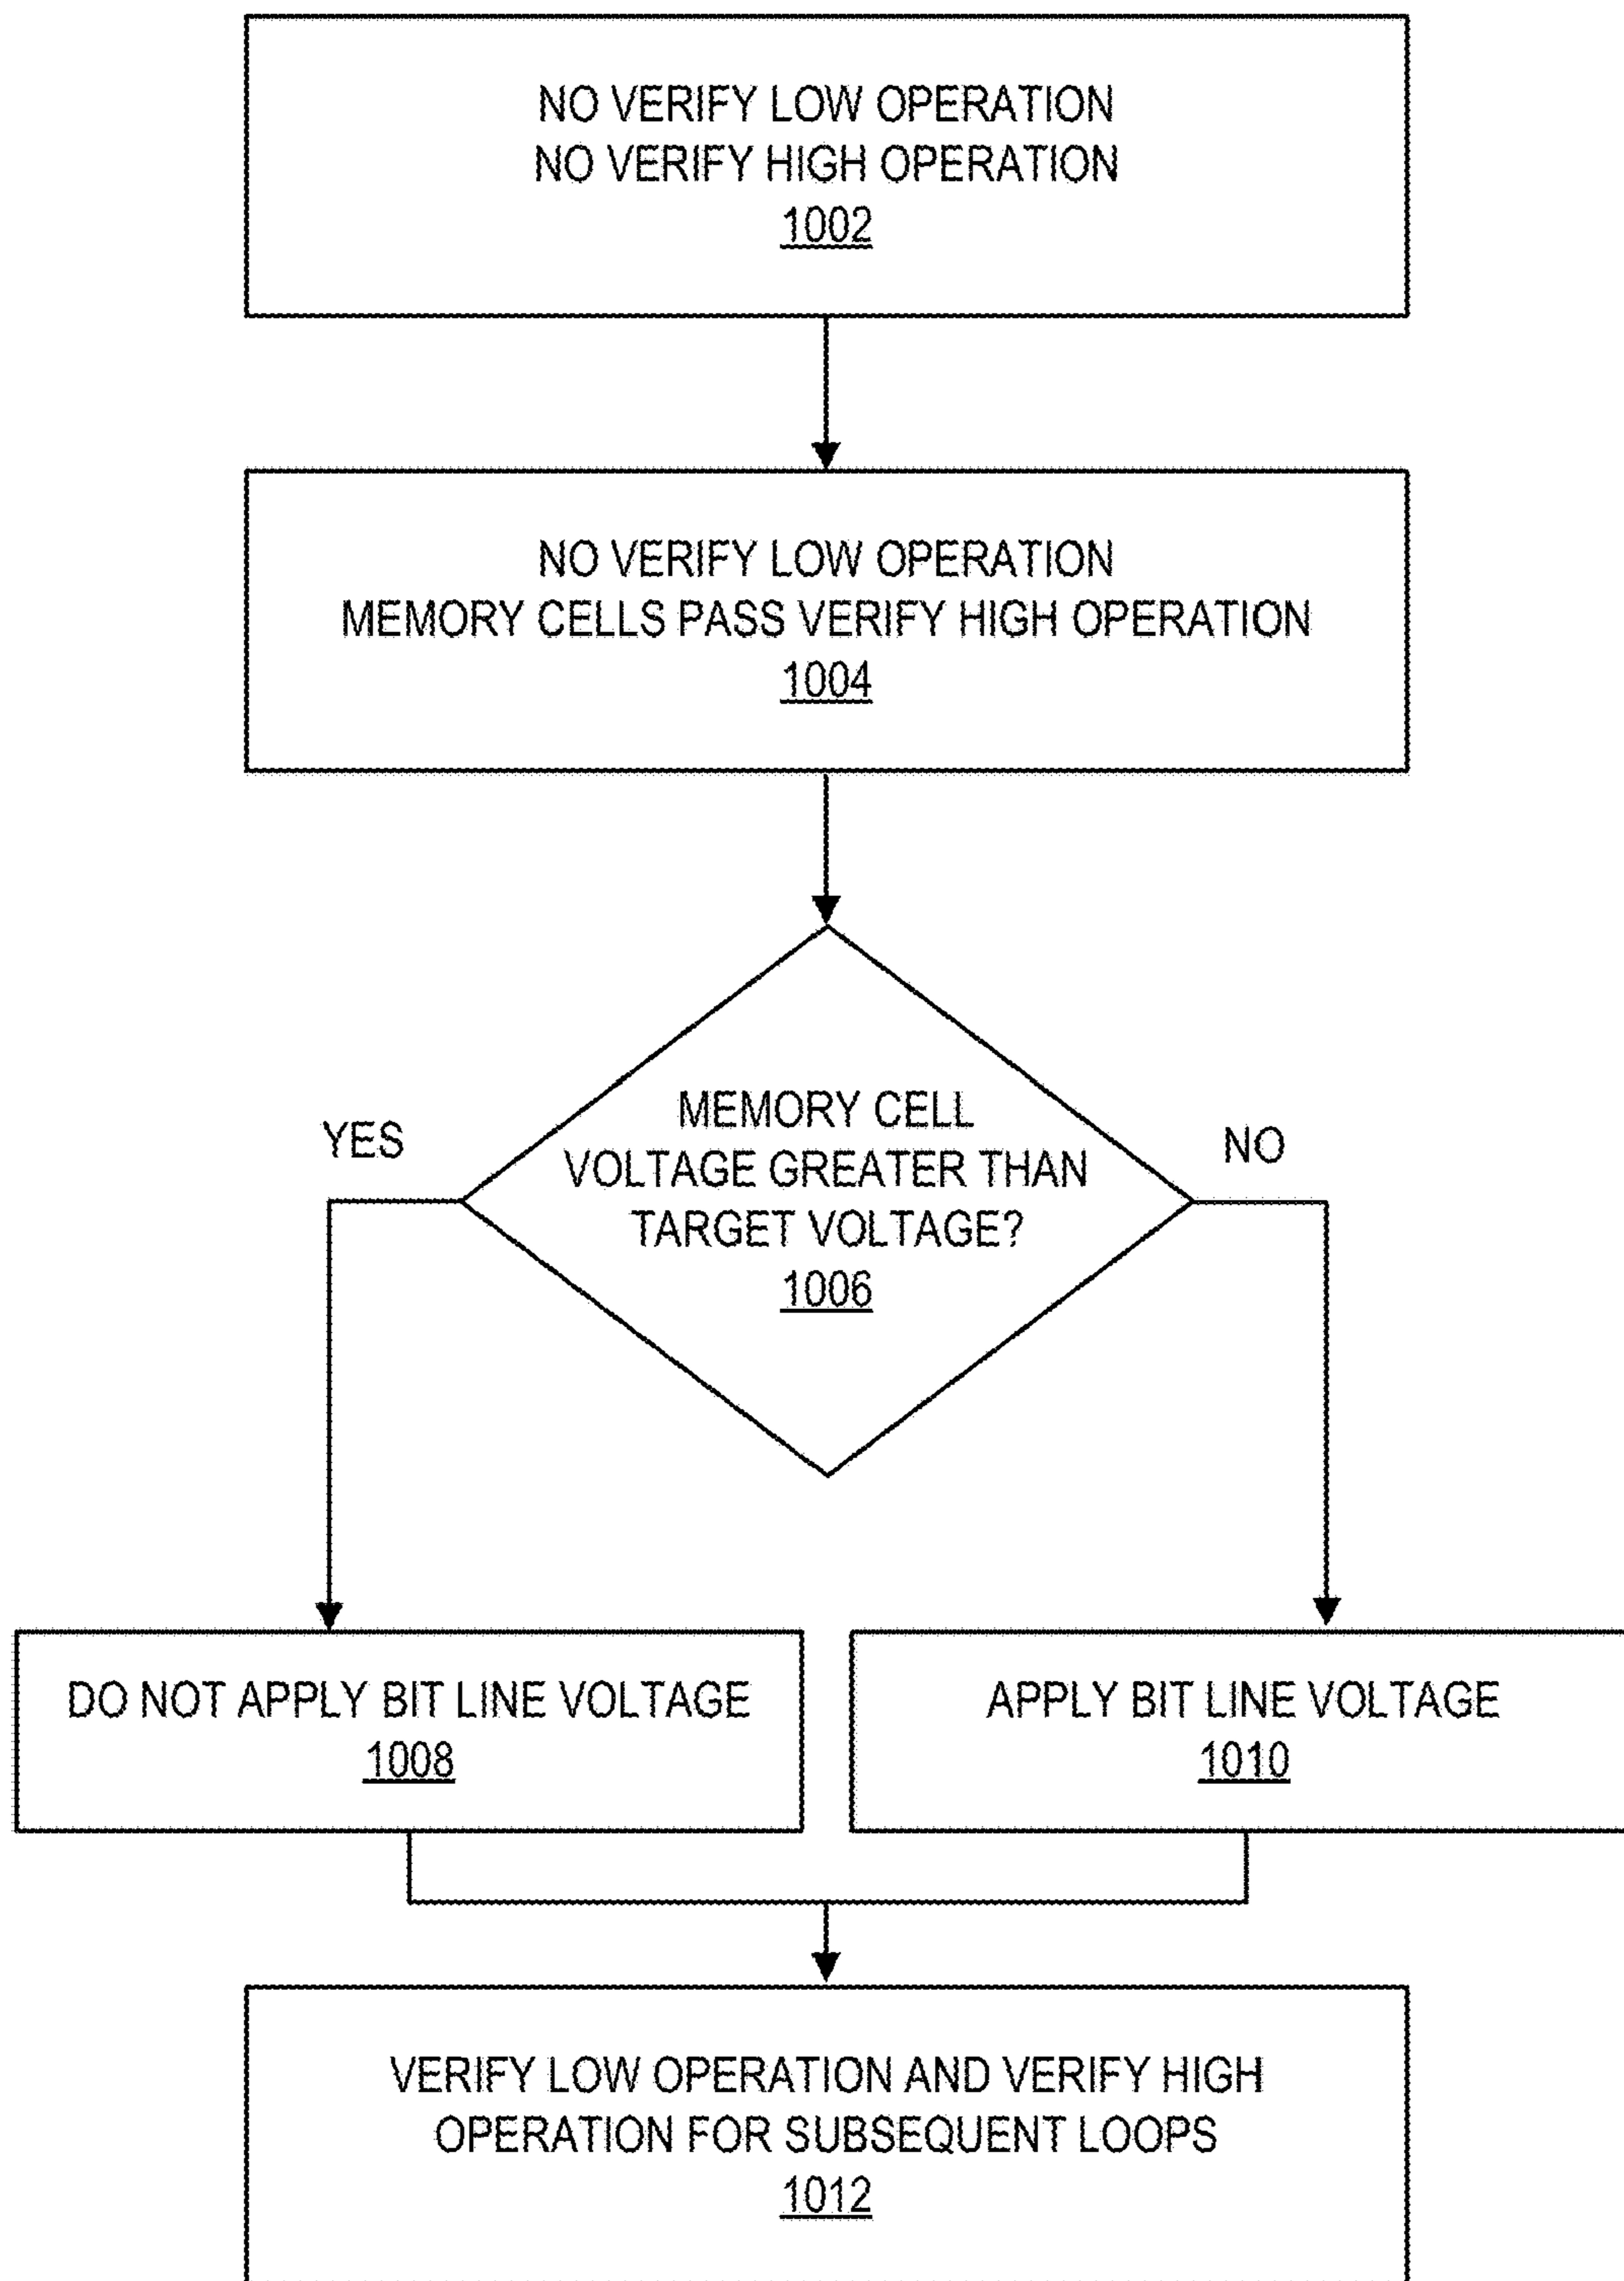 NO VERIFY LOW OPERATION
NO VERIFY HIGH OPERATION
1002
NO VERIFY LOW OPERATION
MEMORY CELLS PASS VERIFY HIGH OPERATION
1004
MEMORY CELL
VOLTAGE GREATER THAN
TARGET VOLTAGE?
1006
YES
NO
DO NOT APPLY BIT LINE VOLTAGE
1008
APPLY BIT LINE VOLTAGE
1010
VERIFY LOW OPERATION AND VERIFY HIGH
OPERATION FOR SUBSEQUENT LOOPS
1012